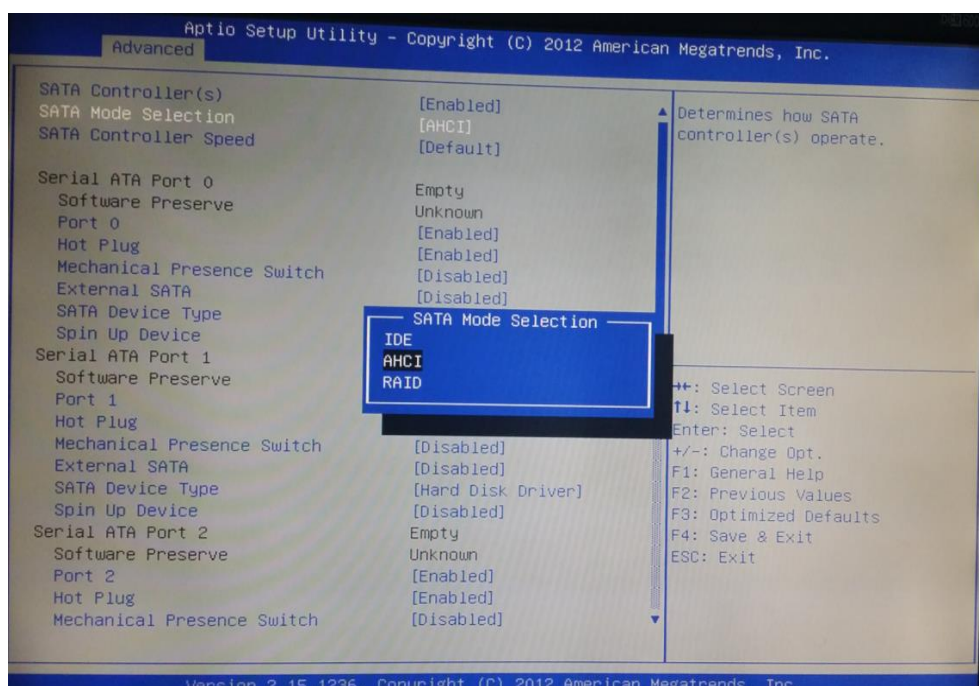 Aptio Setup Utility - Copyright (C) 2012 American Megatrends, Inc.
Advanced
SATA Controller(s) [Enabled]
SATA Mode Selection [AHCI]
SATA Controller Speed [Default]
Serial ATA Port 0 Empty
Software Preserve Unknown
Port 0 [Enabled]
Hot Plug [Enabled]
Mechanical Presence Switch [Disabled]
External SATA [Disabled]
SATA Device Type
Spin Up Device
Serial ATA Port 1
Software Preserve
Port 1
Hot Plug
Mechanical Presence Switch [Disabled]
External SATA [Disabled]
SATA Device Type [Hard Disk Driver]
Spin Up Device [Disabled]
Serial ATA Port 2 Empty
Software Preserve Unknown
Port 2 [Enabled]
Hot Plug [Enabled]
Mechanical Presence Switch [Disabled]
SATA Mode Selection
IDE
AHCI
RAID
Determines how SATA
controller(s) operate.
→←: Select Screen
↑↓: Select Item
Enter: Select
+/-: Change Opt.
F1: General Help
F2: Previous Values
F3: Optimized Defaults
F4: Save & Exit
ESC: Exit
Version 2.15.1236. Copyright (C) 2012 American Megatrends, Inc.